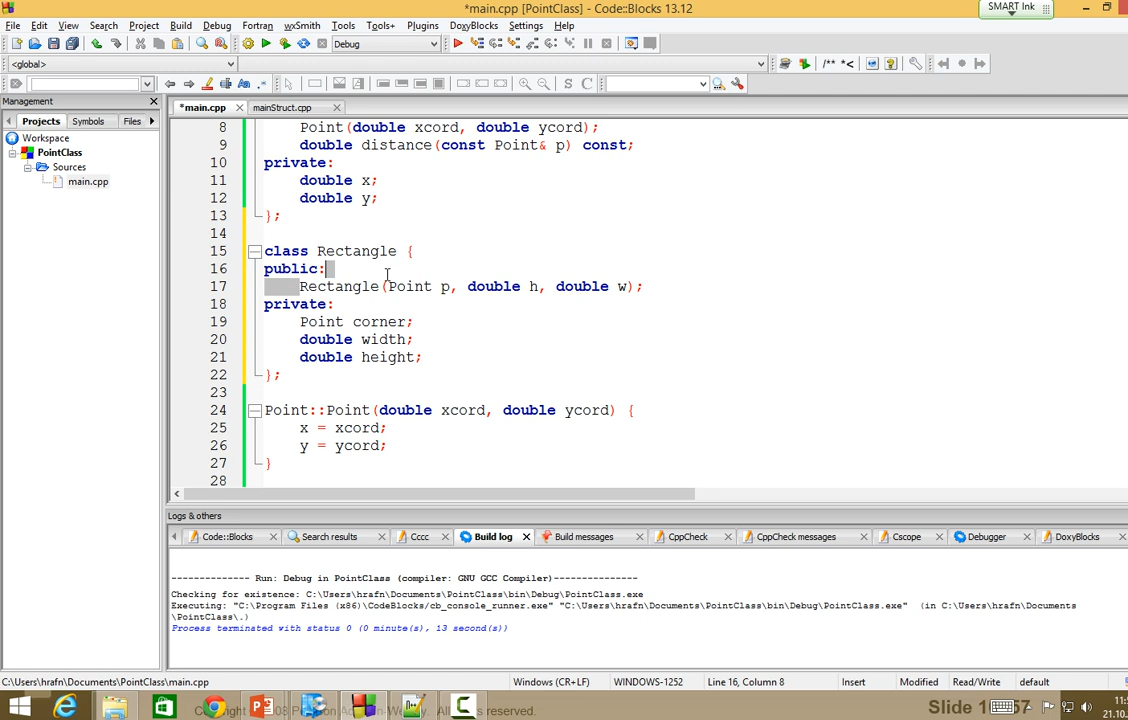 *main.cpp [PointClass] - Code::Blocks 13.12
SMART Ink
File Edit View Search Project Build Debug Fortran wxSmith Tools Tools+ Plugins DoxyBlocks Settings Help
Debug
<global>
/** *<
S C
Management
*main.cpp mainStruct.cpp
Projects Symbols Files
Workspace
PointClass
Sources
main.cpp
8 Point(double xcord, double ycord);
9 double distance(const Point& p) const;
10 private:
11 double x;
12 double y;
13 };
14
15 class Rectangle {
16 public:
17 Rectangle(Point p, double h, double w);
18 private:
19 Point corner;
20 double width;
21 double height;
22 };
23
24 Point::Point(double xcord, double ycord) {
25 x = xcord;
26 y = ycord;
27 }
28
Logs & others
Code::Blocks Search results Cccc Build log Build messages CppCheck CppCheck messages Cscope Debugger DoxyBlocks
-------------- Run: Debug in PointClass (compiler: GNU GCC Compiler)---------------
Checking for existence: C:\Users\hrafn\Documents\PointClass\bin\Debug\PointClass.exe
Executing: "C:\Program Files (x86)\CodeBlocks/cb_console_runner.exe" "C:\Users\hrafn\Documents\PointClass\bin\Debug\PointClass.exe" (in C:\Users\hrafn\Documents
\PointClass\.)
Process terminated with status 0 (0 minute(s), 13 second(s))
C:\Users\hrafn\Documents\PointClass\main.cpp Windows (CR+LF) WINDOWS-1252 Line 16, Column 8 Insert Modified Read/Write default